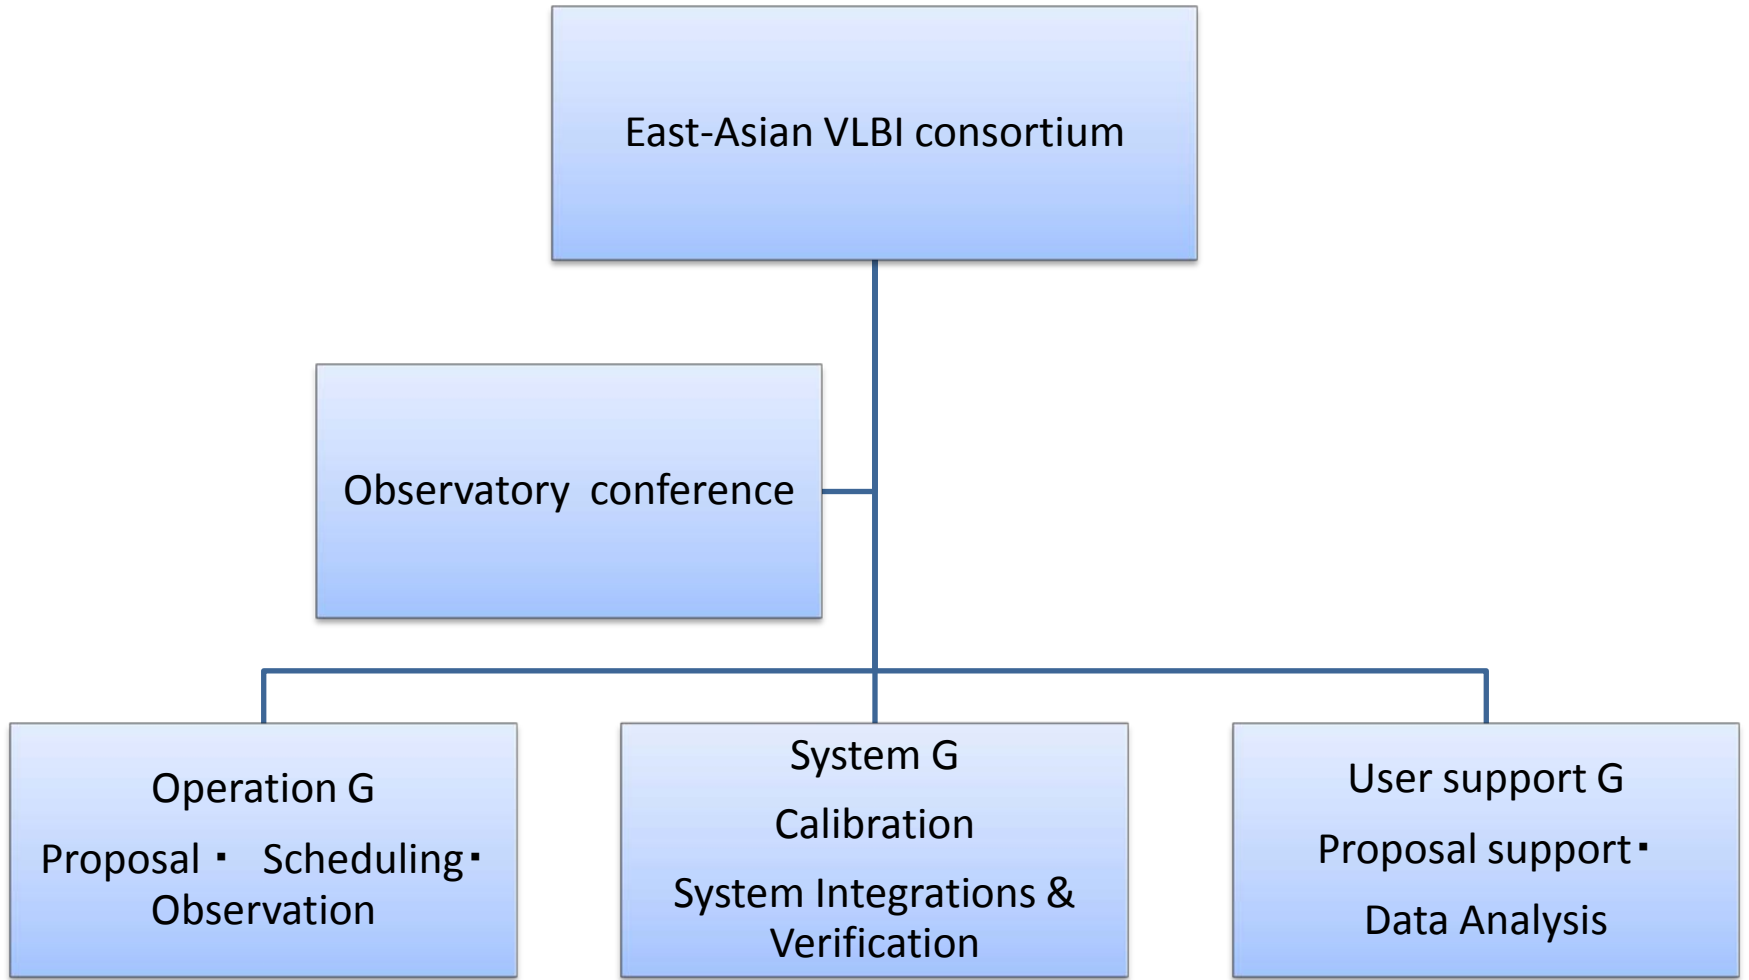 East-Asian VLBI consortium
Observatory  conference
Operation G
Proposal ・ Scheduling・
Observation
System G
Calibration
System Integrations &
Verification
User support G
Proposal support・
Data Analysis